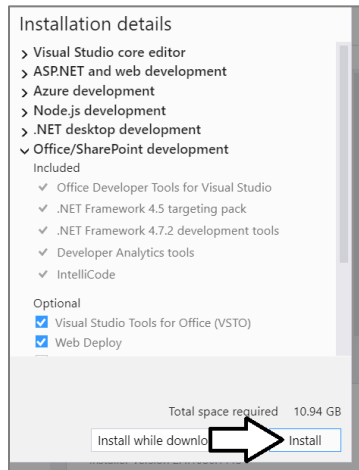 Installation details
Visual Studio core editor
ASP.NET and web development
Azure development
Node.js development
.NET desktop development
Office/SharePoint development
Included
Office Developer Tools for Visual Studio
.NET Framework 4.5 targeting pack
.NET Framework 4.7.2 development tools
Developer Analytics tools
IntelliCode
Optional
Visual Studio Tools for Office (VSTO)
Web Deploy
Total space required 10.94 GB
Install while Install